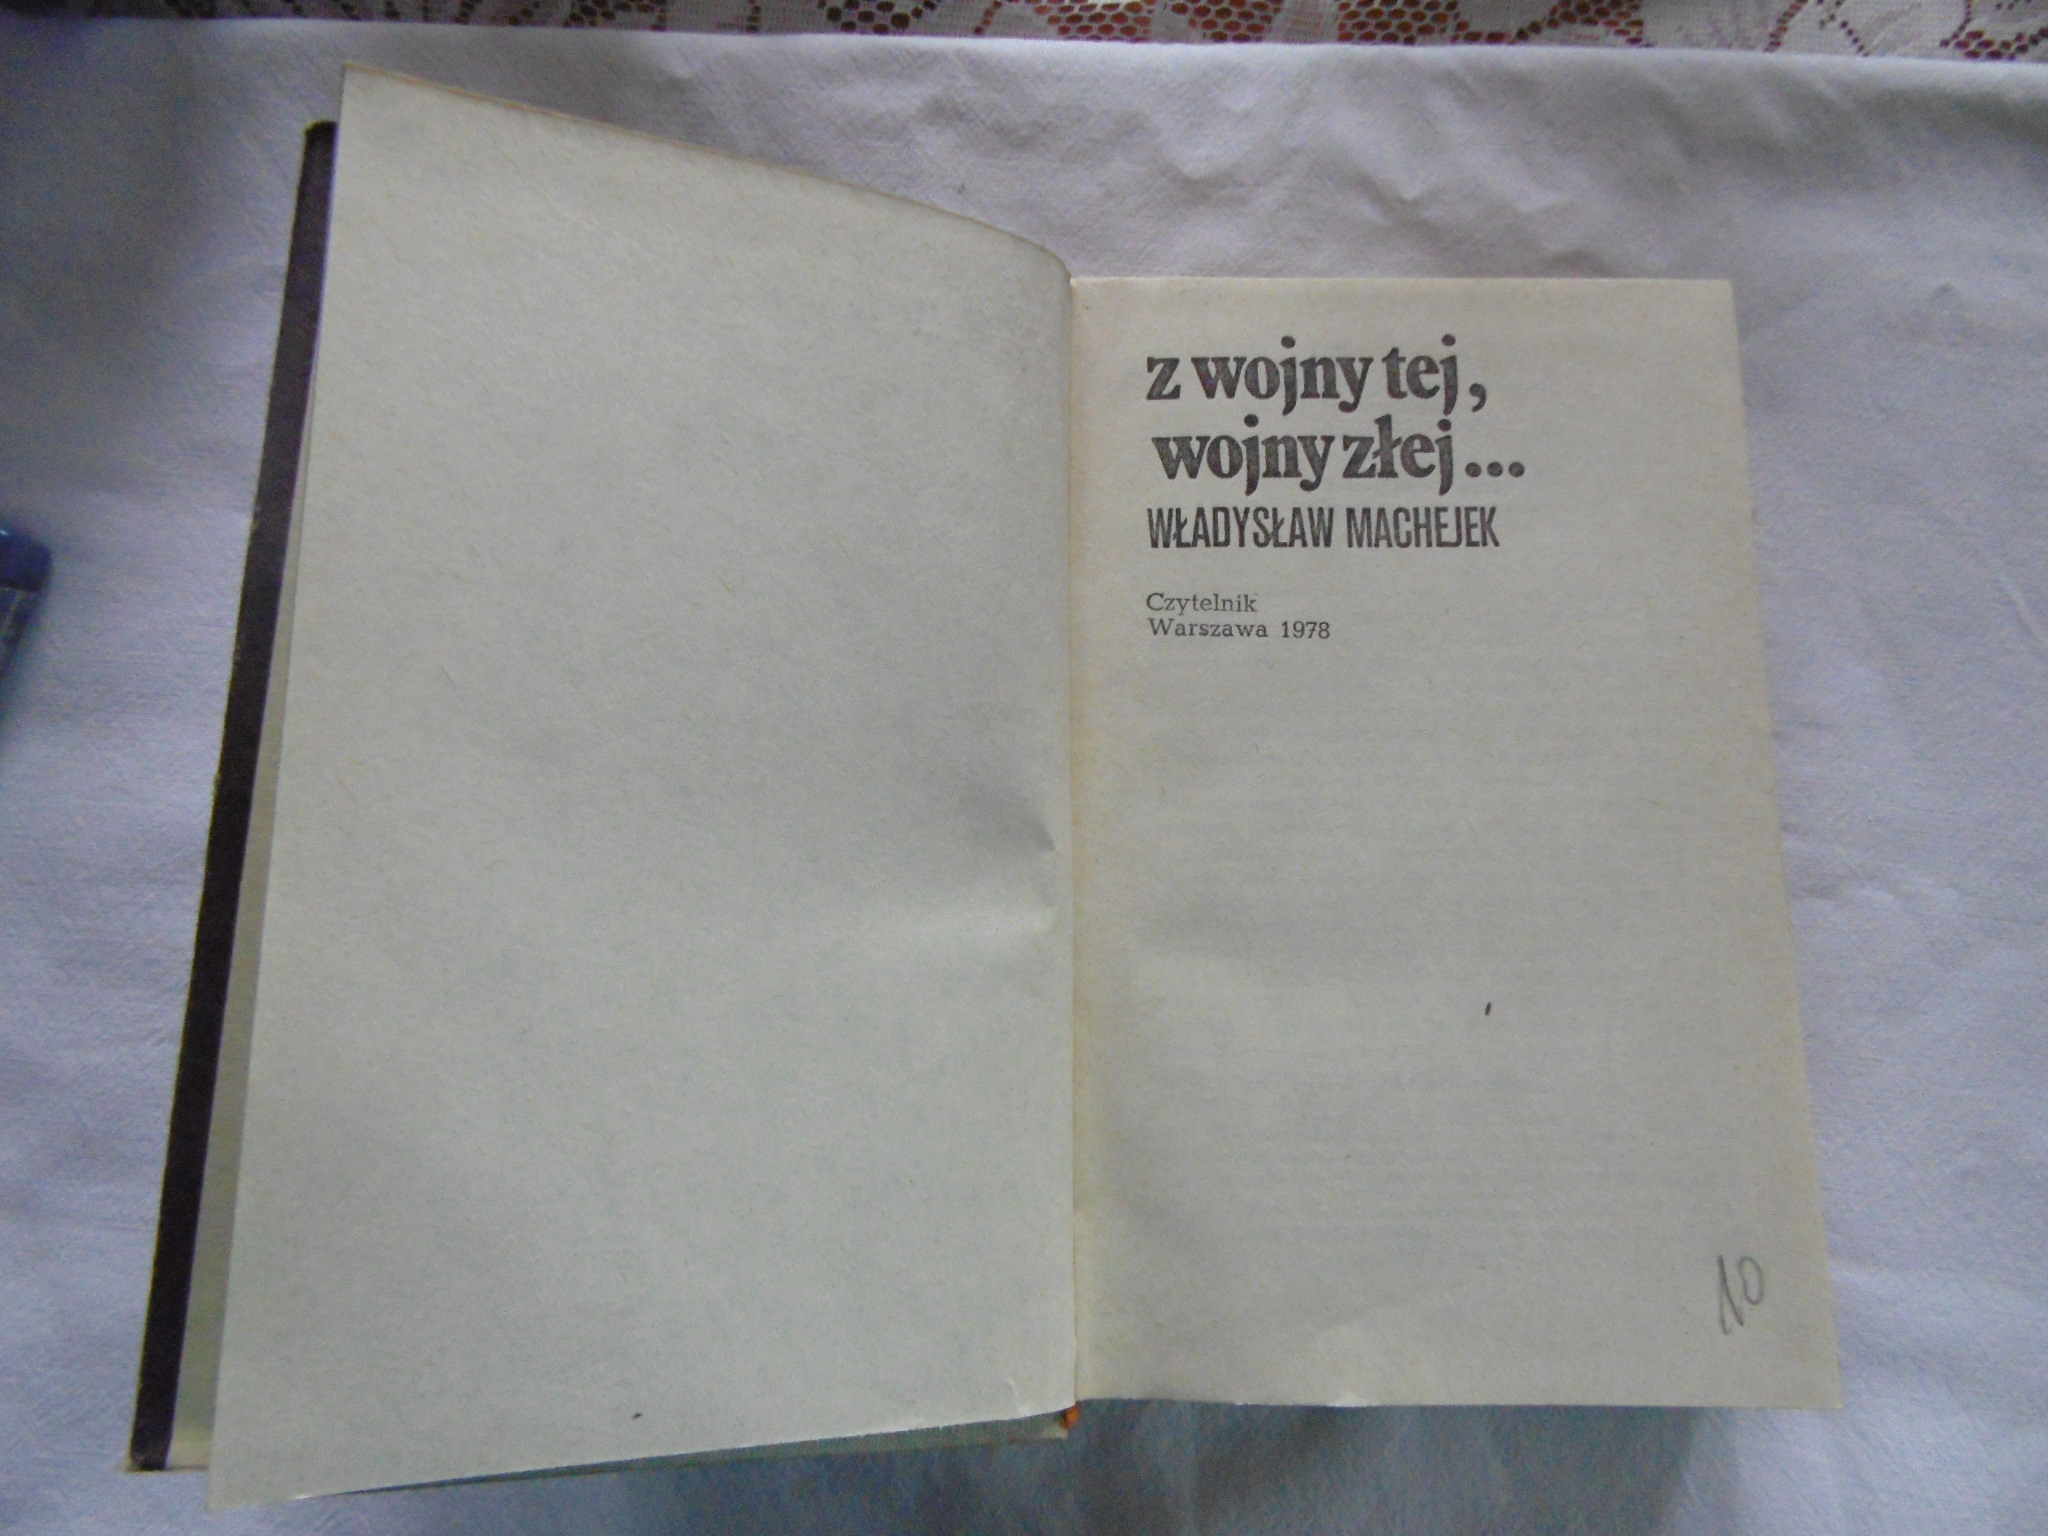 z wojny tej,
wojny złej...
WŁADYSŁAW MACHEJEK
Czytelnik
Warszawa 1978
10